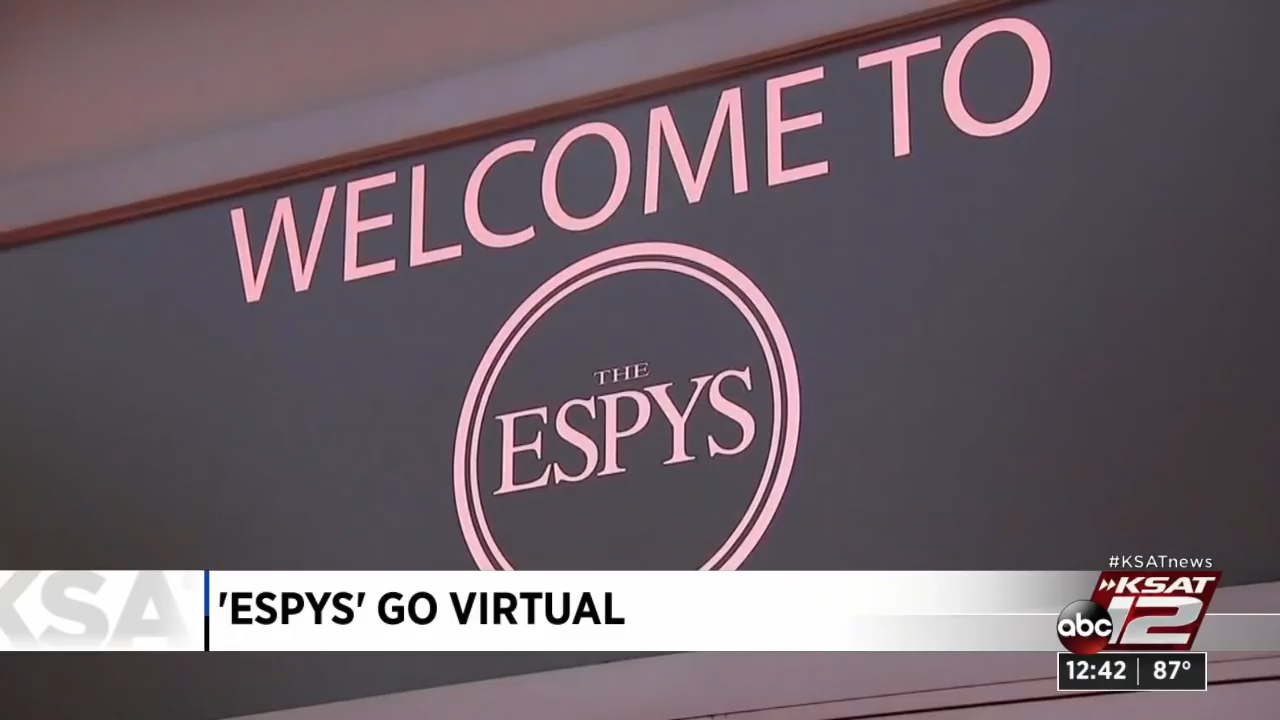 WELCOME TO
THE
ESPYS
#KSATnews
KSA
'ESPYS' GO VIRTUAL
KSAT
abc 12
12:42 87°